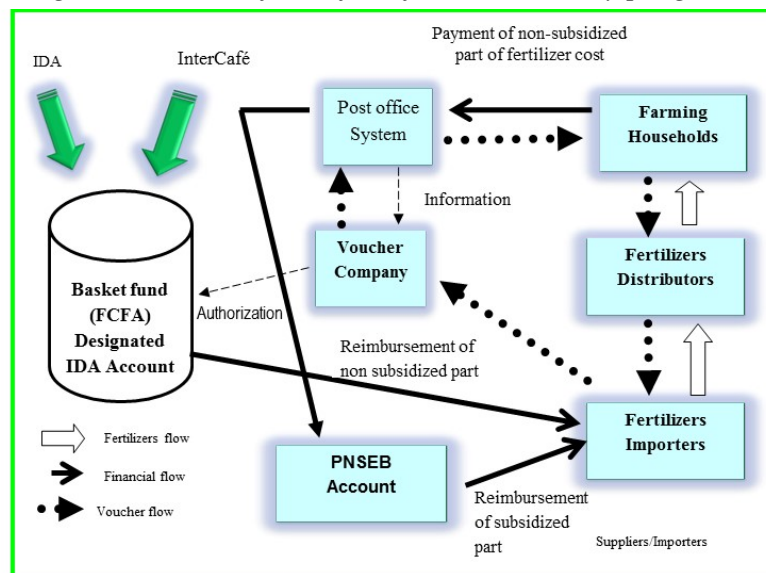 Payment of non-subsidized
part of fertilizer cost
IDA
InterCafé
Post office
System
Farming
Households
Information
Voucher
Company
Fertilizers
Distributors
Basket fund
(FCFA)
Designated
IDA Account
Authorization
Reimbursement of
non subsidized part
Fertilizers
Importers
Fertilizers flow
PNSEB
Account
Financial flow
Reimbursement
of subsidized
part
Voucher flow
Suppliers/Importers